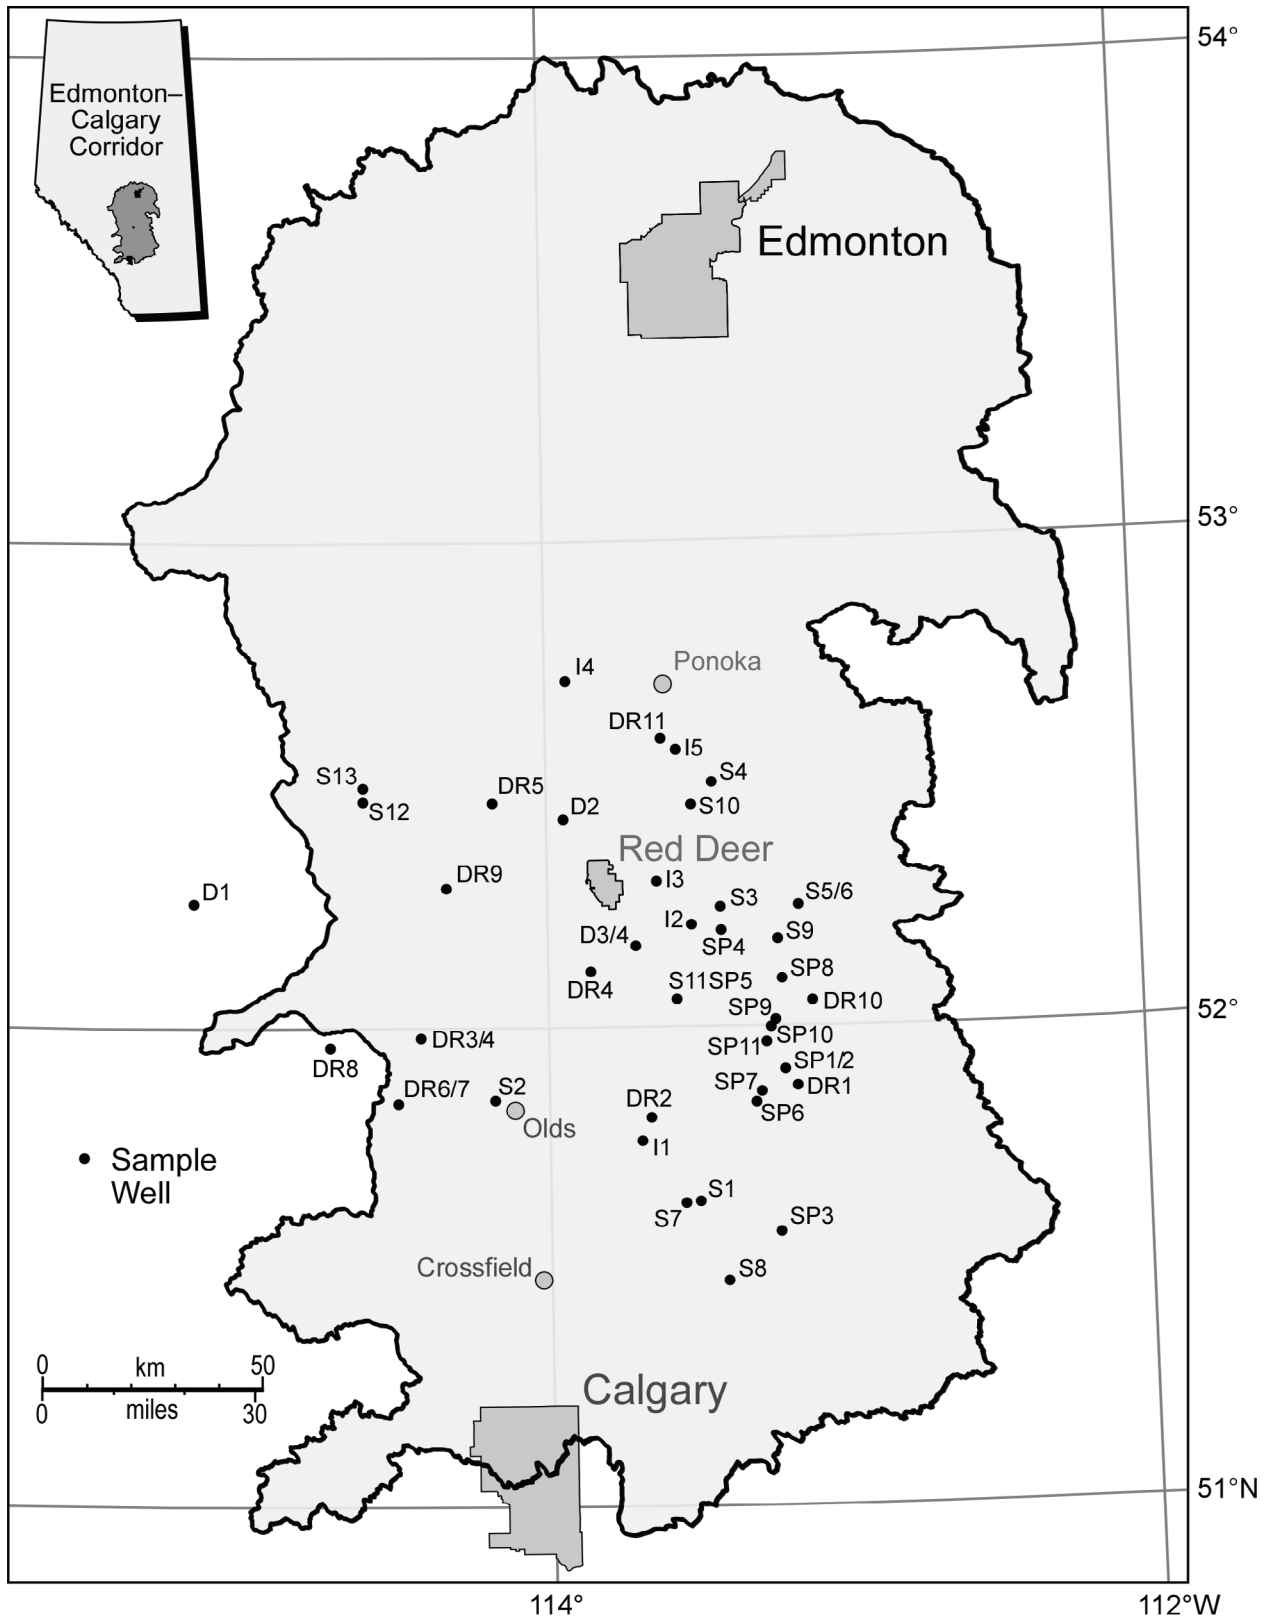 54°
Edmonton–
Calgary
Corridor
Edmonton
53°
Ponoka
I4
DR11
I5
S4
S13
DR5
S10
D2
S12
Red Deer
DR9
I3
D1
S5/6
S3
I2
S9
D3/4
SP4
SP8
S11SP5
DR4
DR10
SP9
52°
SP10
DR3/4
SP11
SP1/2
DR8
SP7
DR1
DR6/7
S2
DR2
SP6
Olds
I1
Sample
Well
S1
S7
SP3
Crossfield
S8
0 km 50
0 miles 30
Calgary
51°N
114°
112°W